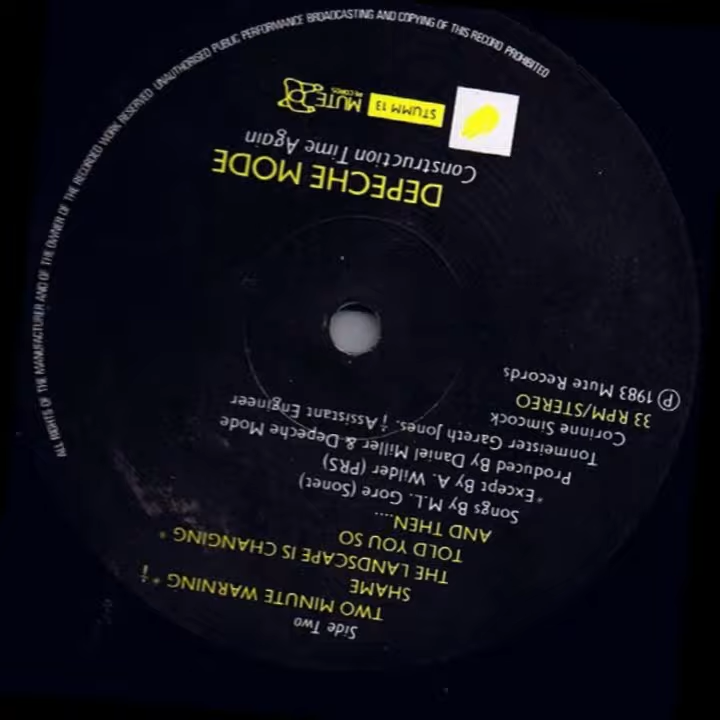 ALL RIGHTS OF THE MANUFACTURER AND OF THE OWNER OF THE RECORDED WORK RESERVED UNAUTHORISED PUBLIC PERFORMANCE BROADCASTING AND COPYING OF THIS RECORD PROHIBITED
Side Two
TWO MINUTE WARNING * ‡
SHAME
THE LANDSCAPE IS CHANGING *
TOLD YOU SO
AND THEN....
Songs By M.L. Gore (Sonet)
*Except By A. Wilder (PRS)
Produced By Daniel Miller & Depeche Mode
Tonmeister Gareth Jones. ‡ Assistant Engineer
Corinne Simcock
33 RPM/STEREO
Ⓟ 1983 Mute Records
DEPECHE MODE
Construction Time Again
STUMM 13 MUTE RECORDS